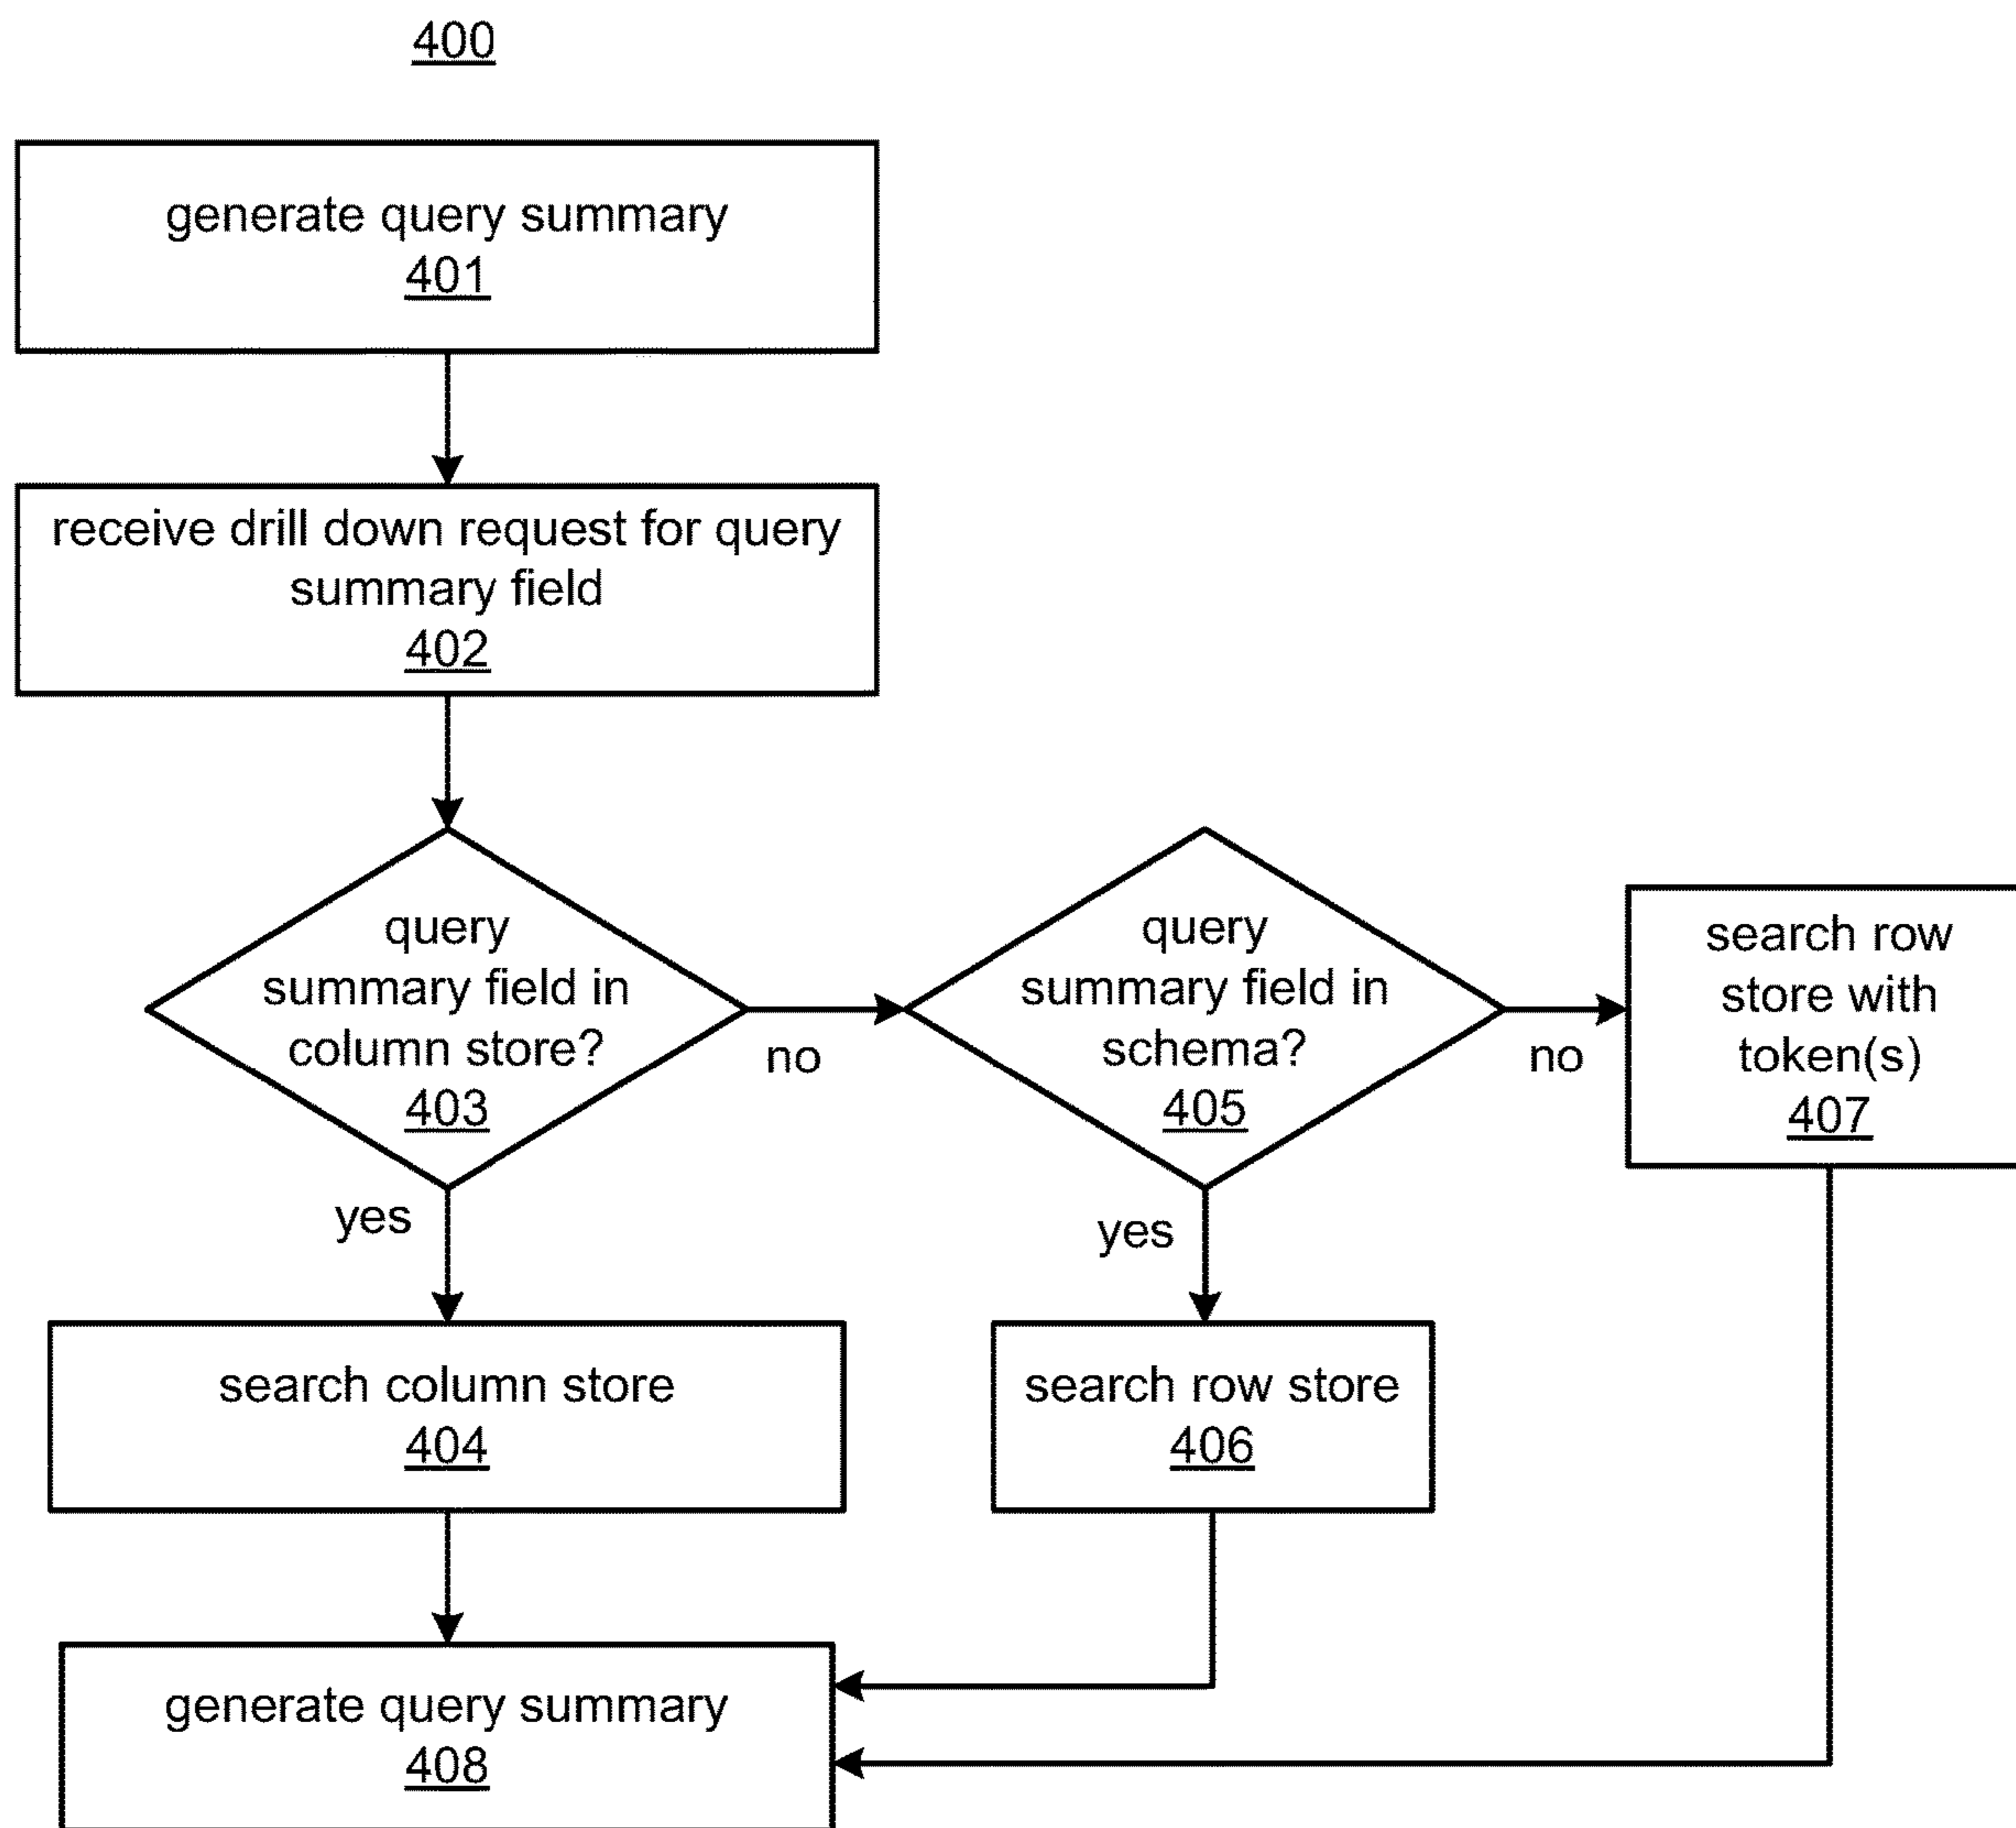 400
generate query summary
401
receive drill down request for query
summary field
402
query
summary field in
column store?
403
no
query
summary field in
schema?
405
no
search row
store with
token(s)
407
yes
yes
search column store
404
search row store
406
generate query summary
408